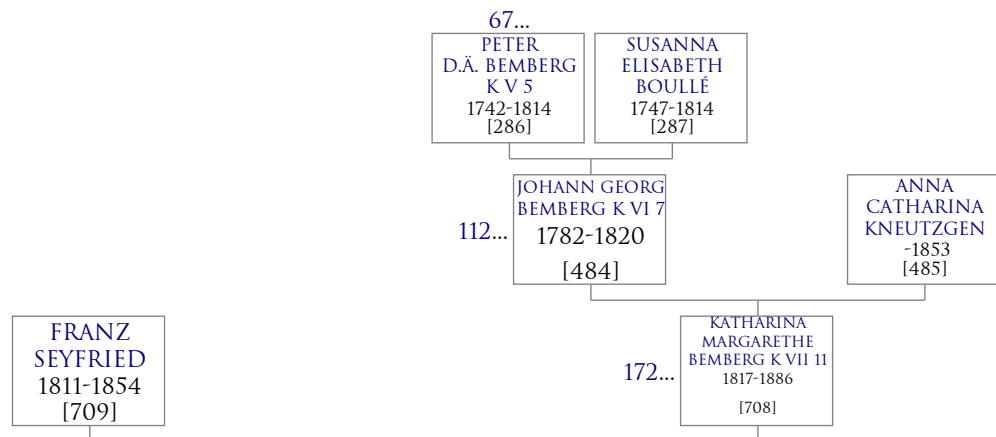 67...
PETER
D.Ä. BEMBERG
K V 5
1742-1814
[286]
SUSANNA
ELISABETH
BOULLÉ
1747-1814
[287]
112...
JOHANN GEORG
BEMBERG K VI 7
1782-1820
[484]
ANNA
CATHARINA
KNEUTZGEN
-1853
[485]
FRANZ
SEYFRIED
1811-1854
[709]
172...
KATHARINA
MARGARETHE
BEMBERG K VII 11
1817-1886
[708]